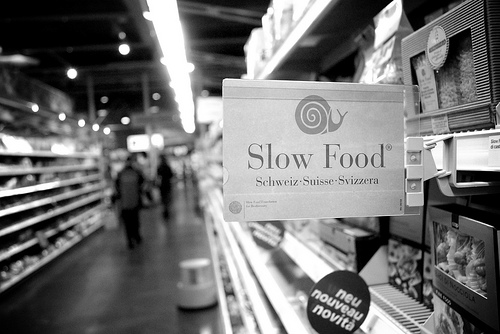 Slow Food®
Schweiz·Suisse·Svizzera
neu
nouveau
novità